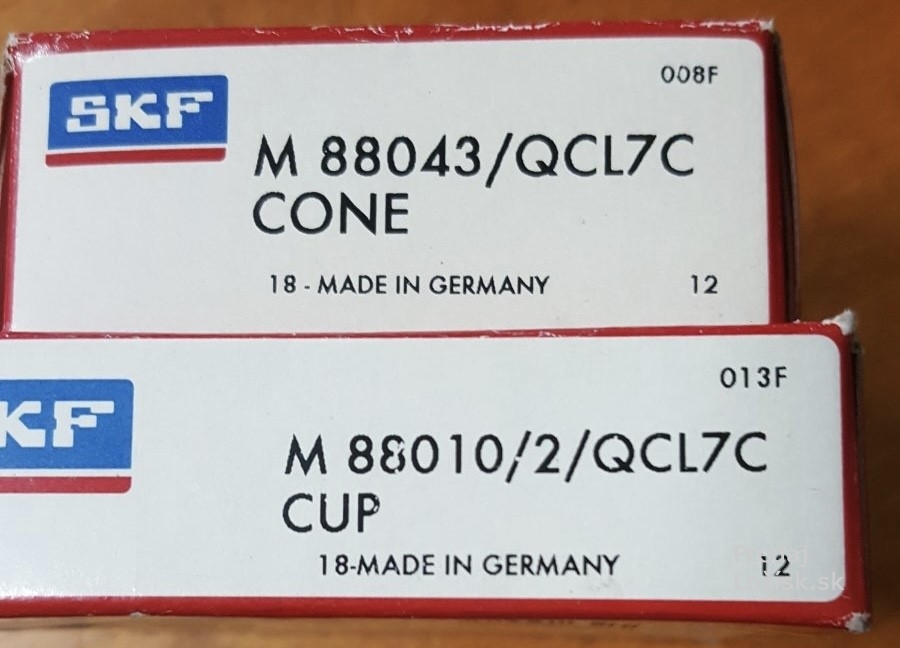 008F
SKF
M 88043/QCL7C
CONE
18 - MADE IN GERMANY 12
013F
KF
M 88010/2/QCL7C
CUP
18-MADE IN GERMANY 12